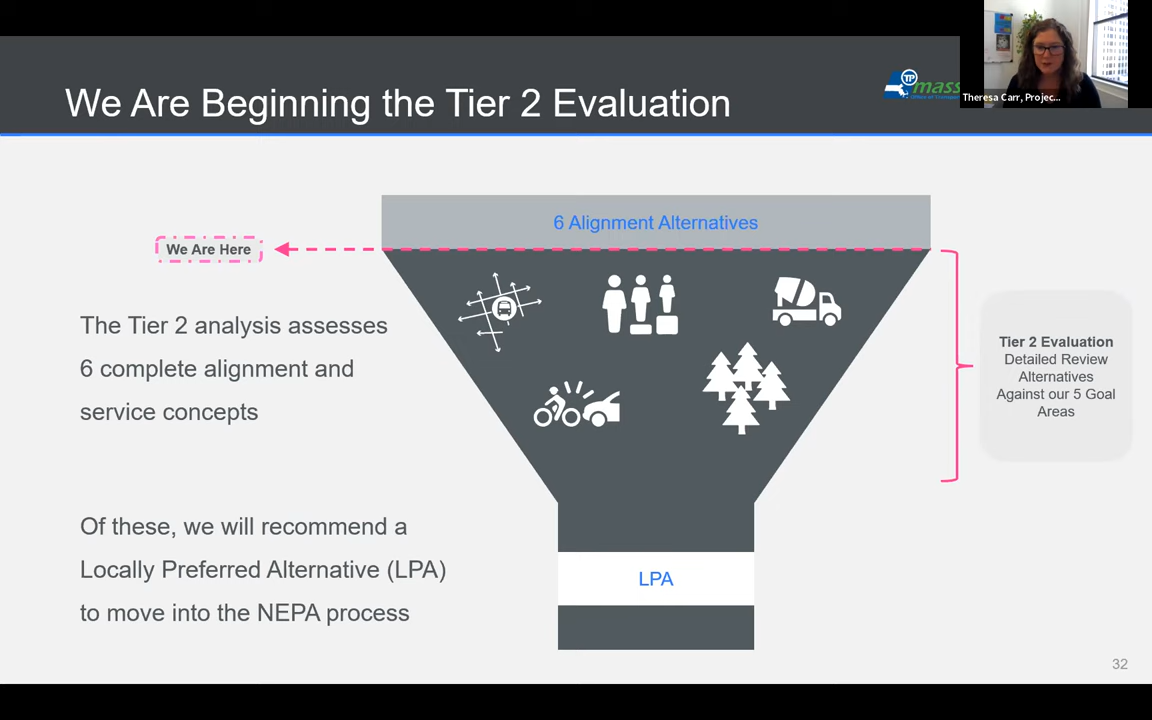 We Are Beginning the Tier 2 Evaluation
TP
mass
Theresa Carr, Projec...
6 Alignment Alternatives
We Are Here
The Tier 2 analysis assesses
6 complete alignment and
service concepts
Tier 2 Evaluation
Detailed Review
Alternatives
Against our 5 Goal
Areas
Of these, we will recommend a
Locally Preferred Alternative (LPA)
to move into the NEPA process
LPA
32